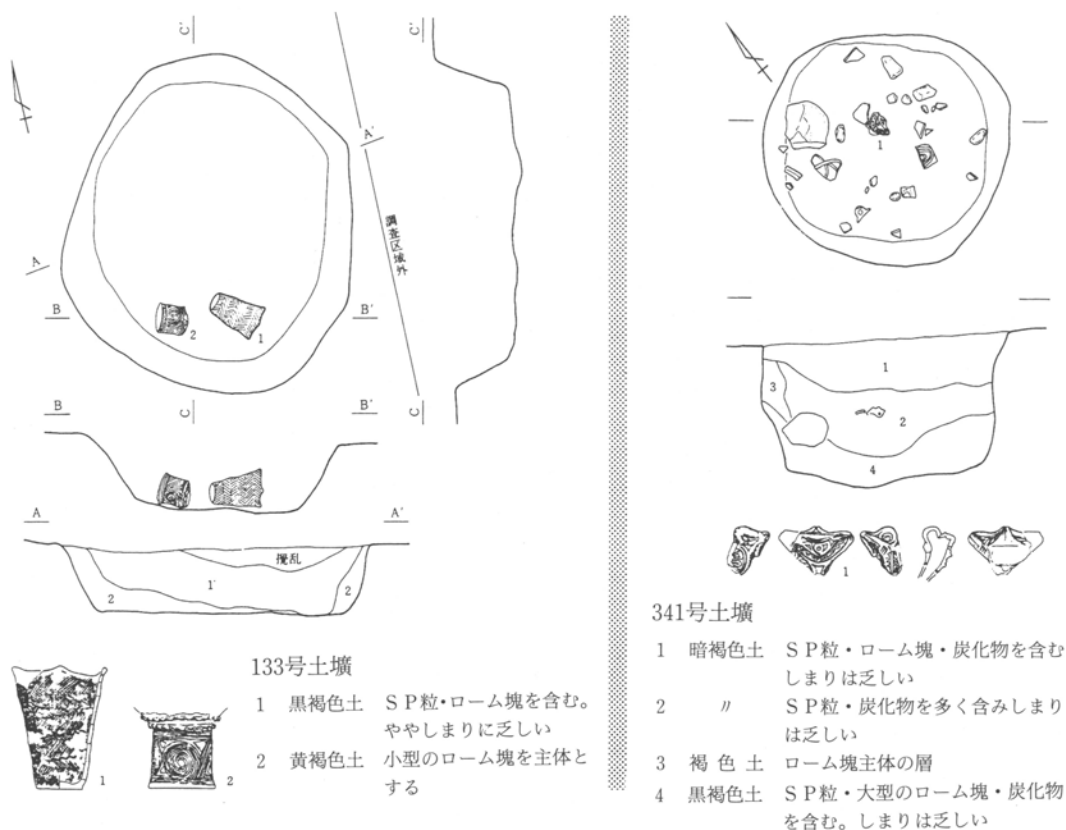 C'
C'
A'
調査区域外
A
B
B'
2
1
B
C
B'
C
A
A'
攪乱
1
2
2
133号土壙
1 黒褐色土 SP粒・ローム塊を含む。
ややしまりに乏しい
2 黄褐色土 小型のローム塊を主体と
する
1
2
1
1
3
2
4
1
341号土壙
1 暗褐色土 SP粒・ローム塊・炭化物を含む
しまりは乏しい
2 〃 SP粒・炭化物を多く含みしまり
は乏しい
3 褐色土 ローム塊主体の層
4 黒褐色土 SP粒・大型のローム塊・炭化物
を含む。しまりは乏しい